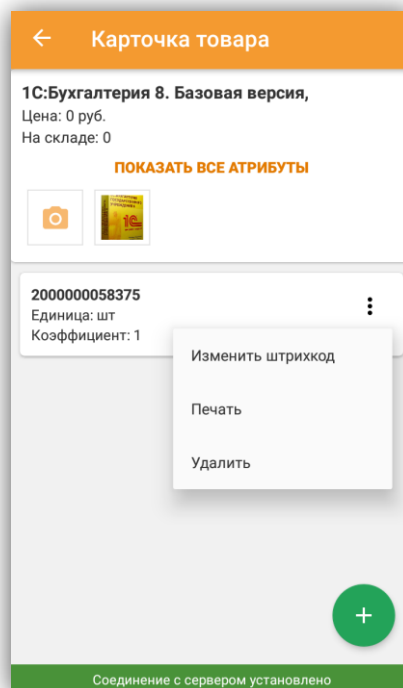 Карточка товара
1С:Бухгалтерия 8. Базовая версия,
Цена: 0 руб.
На складе: 0
ПОКАЗАТЬ ВСЕ АТРИБУТЫ
1С
2000000058375
Единица: шт
Коэффициент: 1
Изменить штрихкод
Печать
Удалить
+
Соединение с сервером установлено